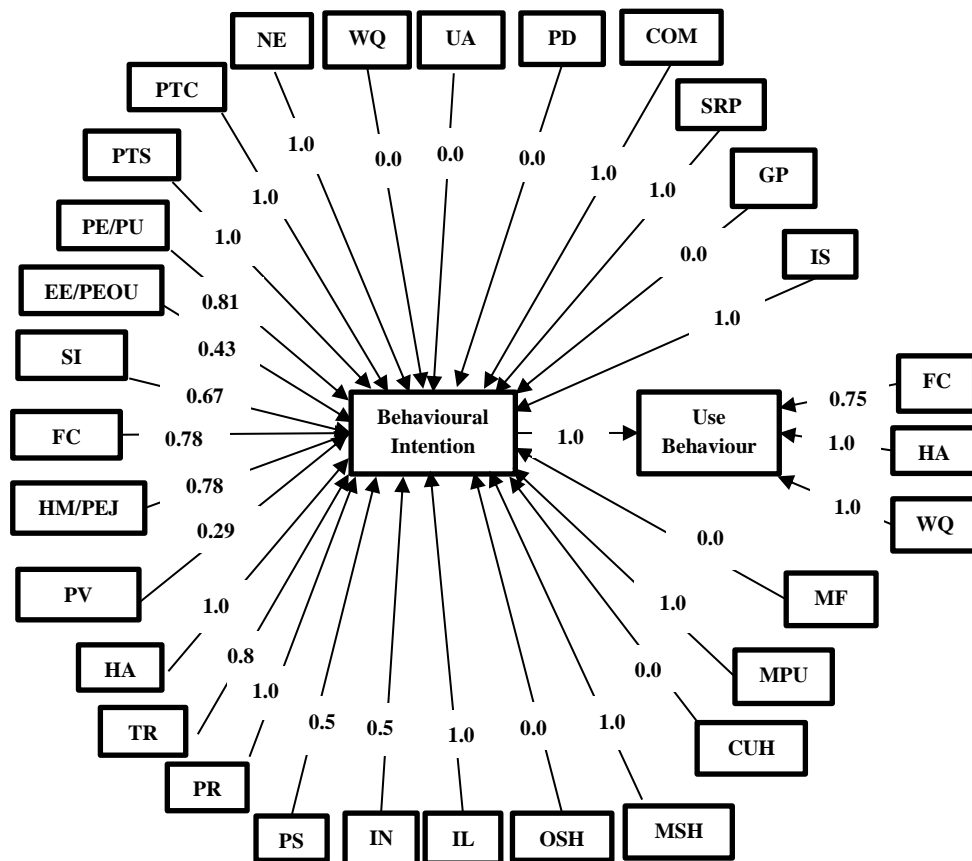 NE
WQ
UA
PD
COM
PTC
SRP
PTS
1.0
0.0
0.0
0.0
GP
1.0
1.0
1.0
PE/PU
1.0
0.0
IS
EE/PEOU
0.81
1.0
SI
0.43
0.67
FC
0.75
FC
0.78
Behavioural
Intention
1.0
Use
Behaviour
1.0
HA
HM/PEJ
0.78
1.0
WQ
0.29
0.0
PV
MF
1.0
1.0
HA
0.8
0.0
MPU
TR
1.0
CUH
PR
0.5
0.5
1.0
0.0
1.0
PS
IN
IL
OSH
MSH